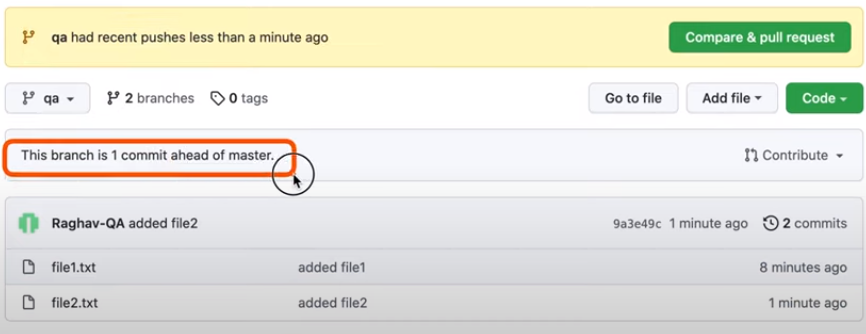 qa had recent pushes less than a minute ago Compare & pull request
qa 2 branches 0 tags Go to file Add file Code
This branch is 1 commit ahead of master. Contribute
Raghav-QA added file2 9a3e49c 1 minute ago 2 commits
file1.txt added file1 8 minutes ago
file2.txt added file2 1 minute ago